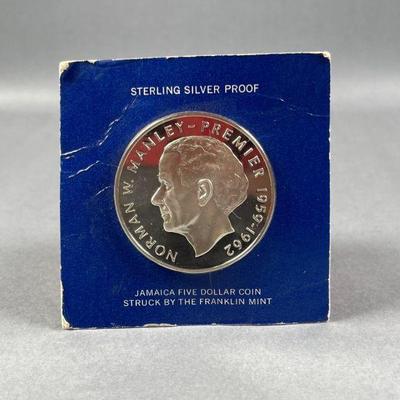 STERLING SILVER PROOF
NORMAN W. MANLEY – PREMIER 1959-1962
JAMAICA FIVE DOLLAR COIN
STRUCK BY THE FRANKLIN MINT